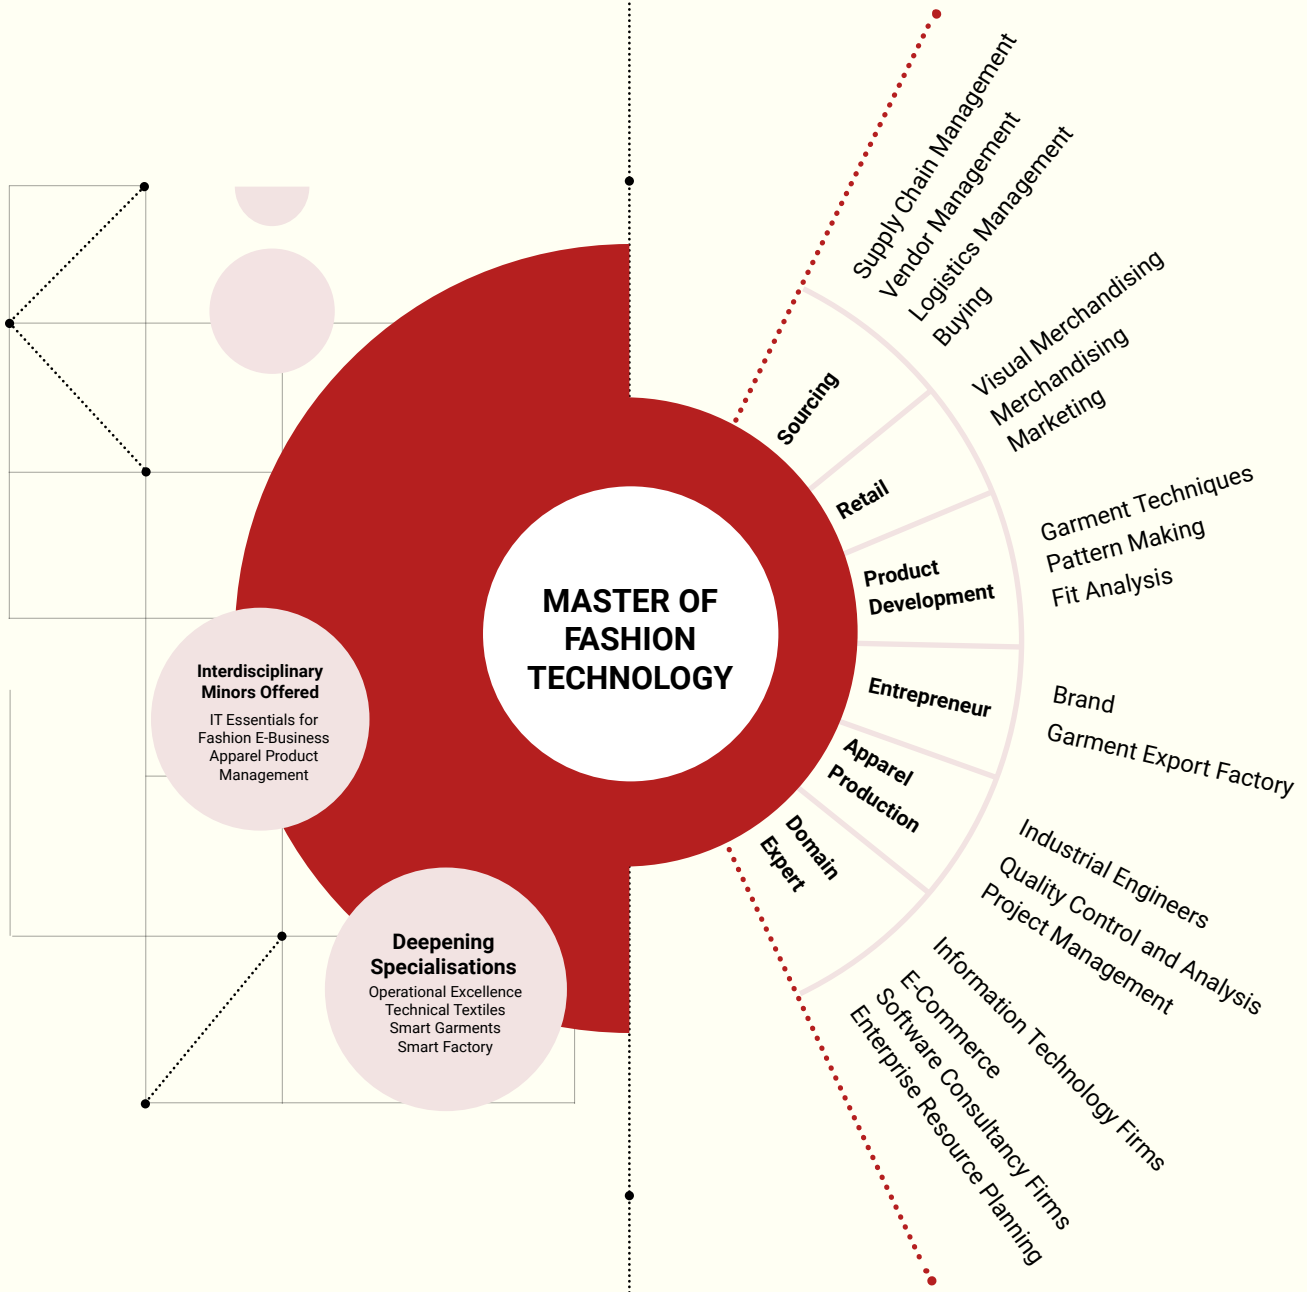 MASTER OF
FASHION
TECHNOLOGY
Interdisciplinary
Minors Offered
IT Essentials for
Fashion E-Business
Apparel Product
Management
Deepening
Specialisations
Operational Excellence
Technical Textiles
Smart Garments
Smart Factory
Sourcing
Supply Chain Management
Vendor Management
Logistics Management
Buying
Retail
Visual Merchandising
Merchandising
Marketing
Product
Development
Garment Techniques
Pattern Making
Fit Analysis
Entrepreneur
Brand
Garment Export Factory
Apparel
Production
Industrial Engineers
Quality Control and Analysis
Project Management
Domain
Expert
Information Technology Firms
E-Commerce
Software Consultancy Firms
Enterprise Resource Planning